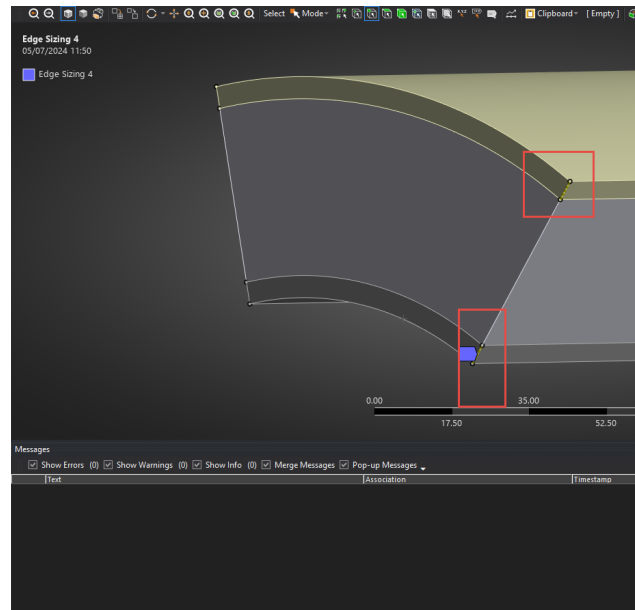 Select Mode Clipboard [Empty]
Edge Sizing 4
05/07/2024 11:50
Edge Sizing 4
0.00 35.00
17.50 52.50
Messages
Show Errors (0) Show Warnings (0) Show Info (0) Merge Messages Pop-up Messages
Text Association Timestamp